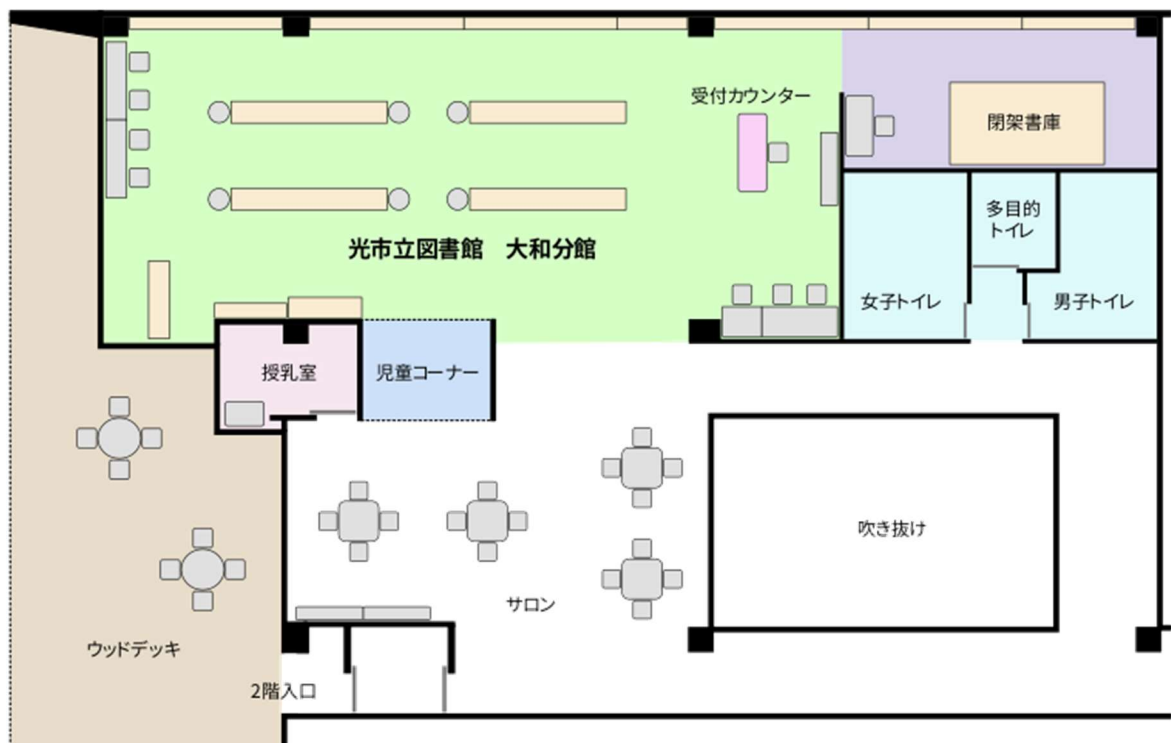 受付カウンター
閉架書庫
多目的
トイレ
光市立図書館　大和分館
女子トイレ
男子トイレ
授乳室
児童コーナー
吹き抜け
サロン
ウッドデッキ
2階入口